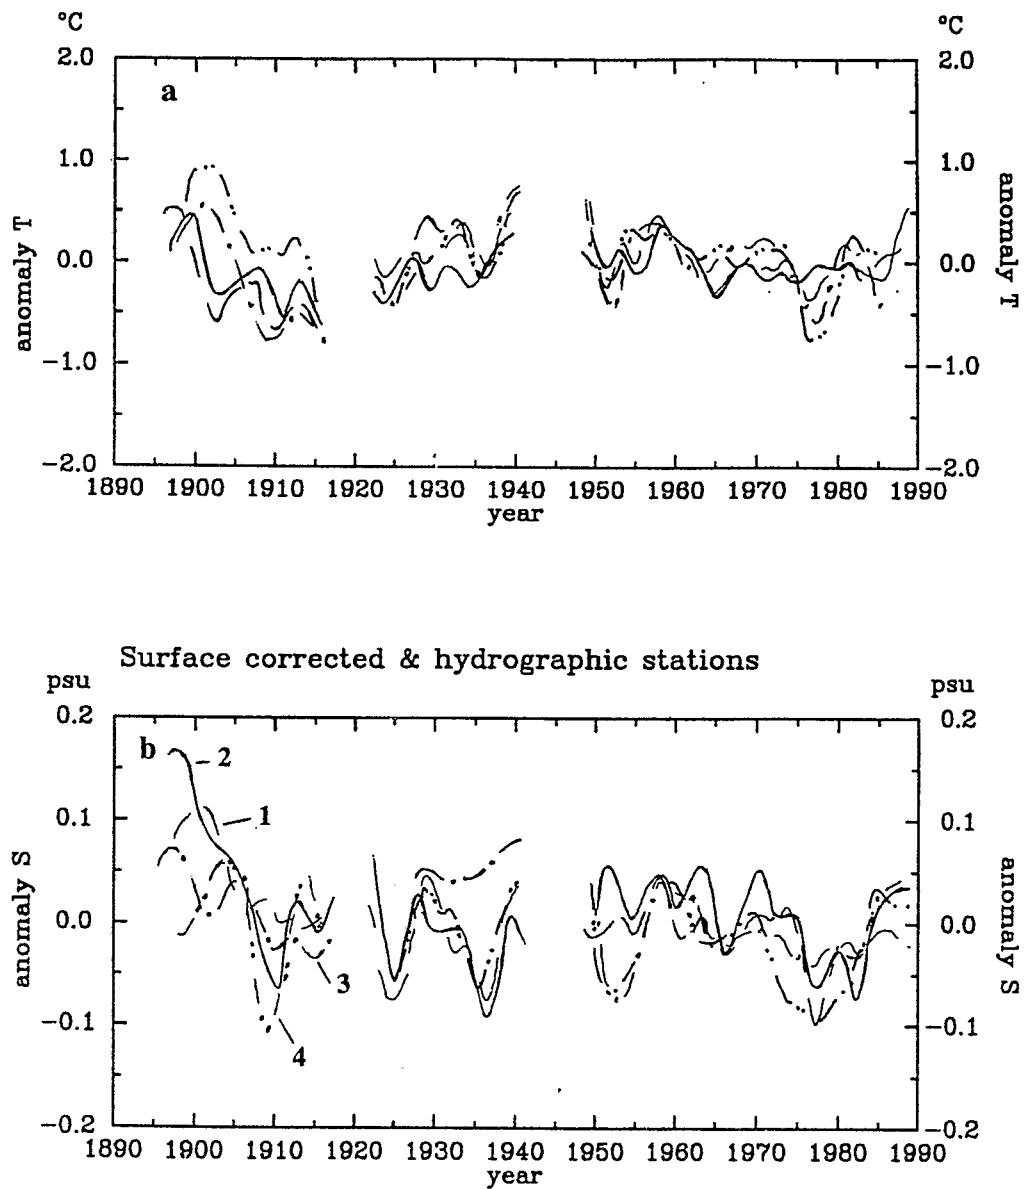 °C °C
2.0 2.0
a
1.0 1.0
anomaly T
0.0 0.0
anomaly T
−1.0 −1.0
−2.0 −2.0
1890 1900 1910 1920 1930 1940 1950 1960 1970 1980 1990
year
Surface corrected & hydrographic stations
psu psu
0.2 0.2
b
2
1
0.1 0.1
anomaly S
0.0 0.0
anomaly S
3
−0.1 −0.1
4
−0.2 −0.2
1890 1900 1910 1920 1930 1940 1950 1960 1970 1980 1990
year